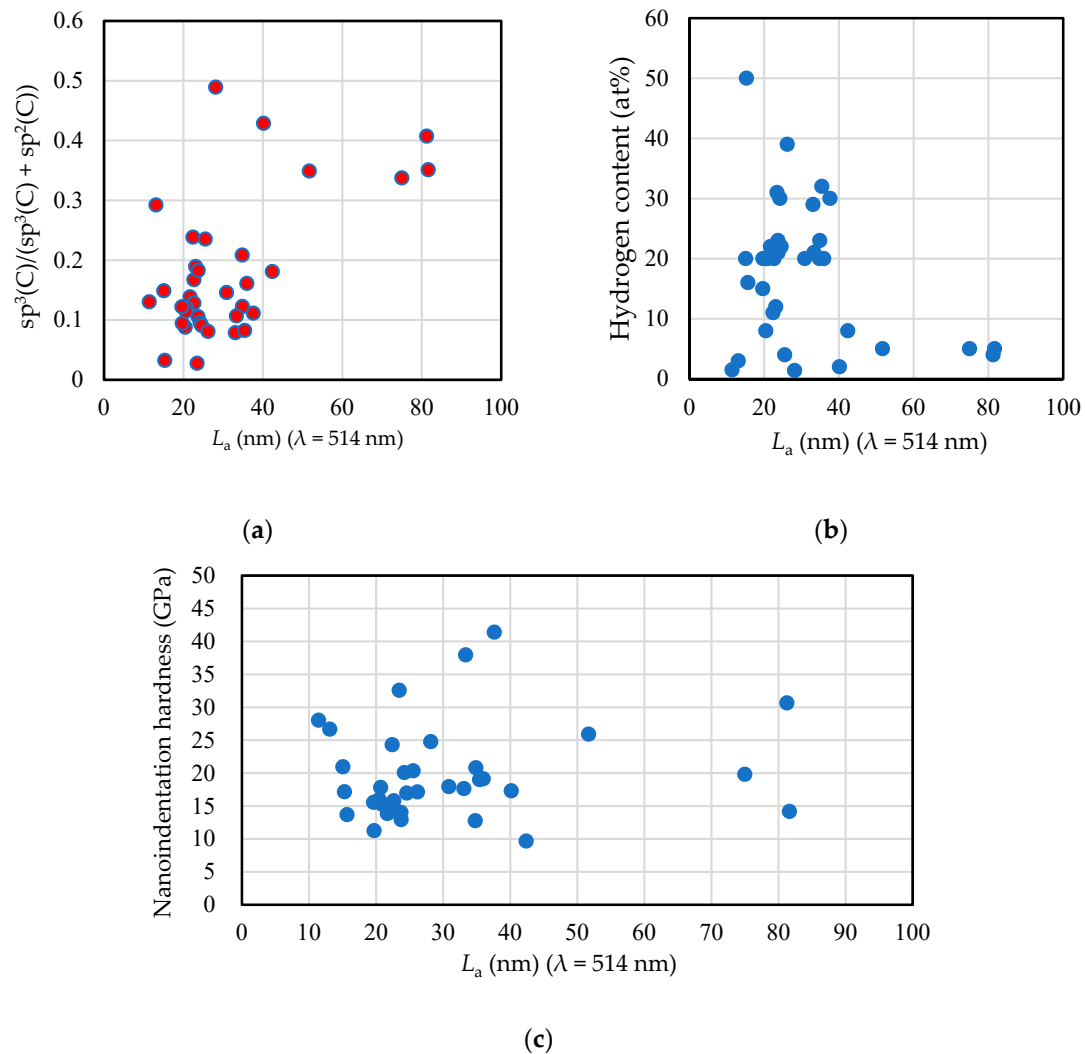 sp³(C)/(sp³(C) + sp²(C))
0.6
0.5
0.4
0.3
0.2
0.1
0
0 20 40 60 80 100
Lₐ (nm) (λ = 514 nm)
(a)
Hydrogen content (at%)
60
50
40
30
20
10
0
0 20 40 60 80 100
Lₐ (nm) (λ = 514 nm)
(b)
Nanoindentation hardness (GPa)
50
45
40
35
30
25
20
15
10
5
0
0 10 20 30 40 50 60 70 80 90 100
Lₐ (nm) (λ = 514 nm)
(c)